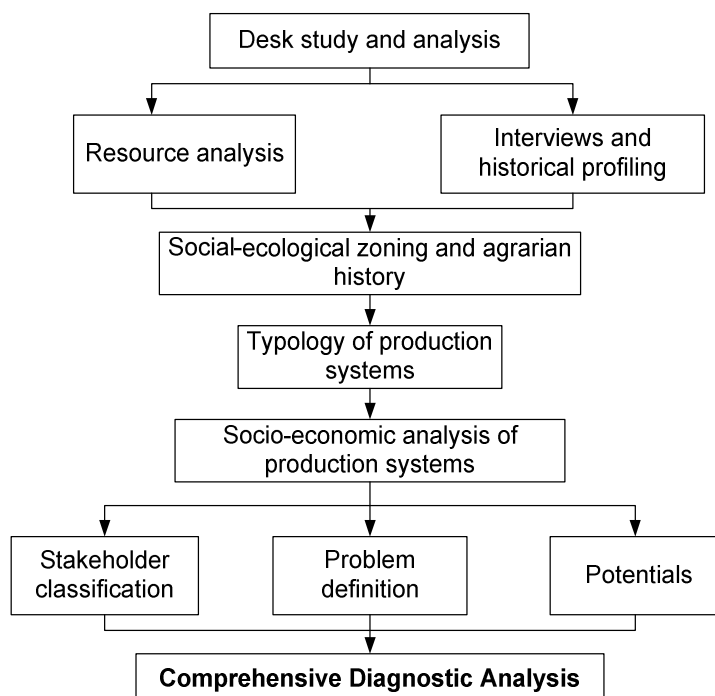 Desk study and analysis
Resource analysis
Interviews and
historical profiling
Social-ecological zoning and agrarian
history
Typology of production
systems
Socio-economic analysis of
production systems
Stakeholder
classification
Problem
definition
Potentials
Comprehensive Diagnostic Analysis